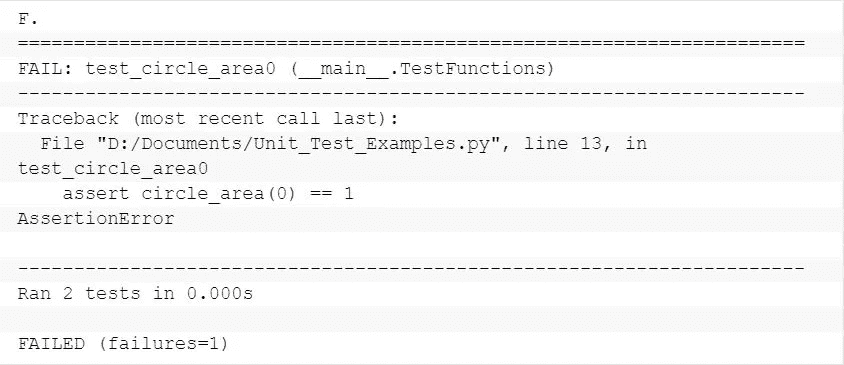 F.
======================================================================
FAIL: test_circle_area0 (__main__.TestFunctions)
----------------------------------------------------------------------
Traceback (most recent call last):
  File "D:/Documents/Unit_Test_Examples.py", line 13, in
test_circle_area0
    assert circle_area(0) == 1
AssertionError

----------------------------------------------------------------------
Ran 2 tests in 0.000s

FAILED (failures=1)